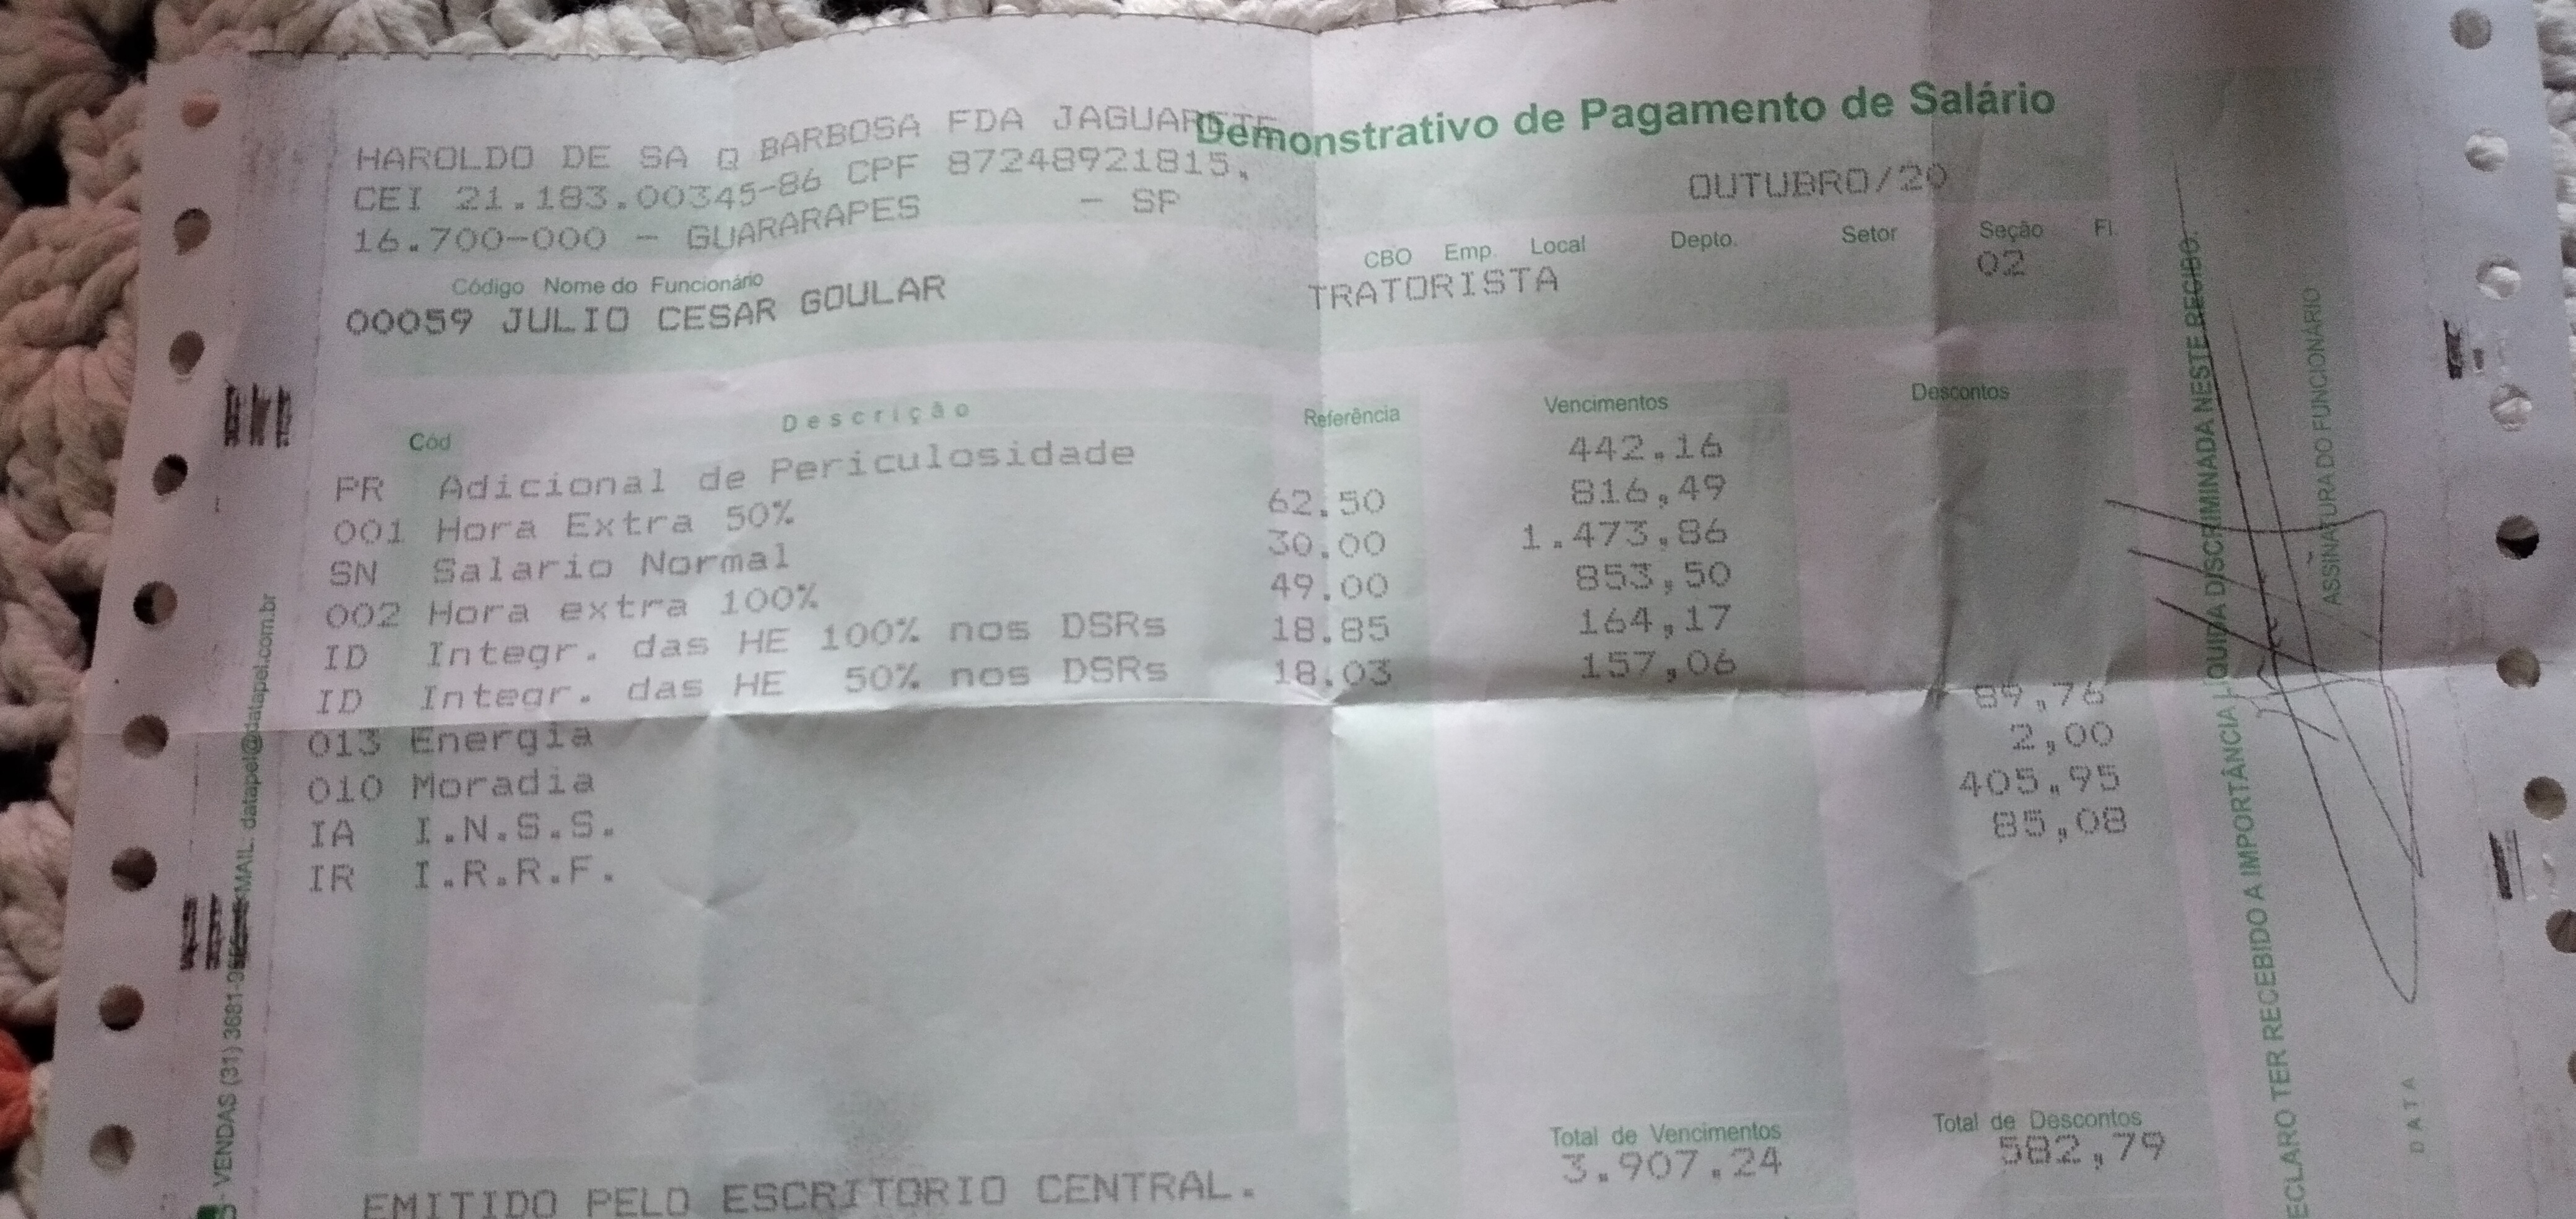 Demonstrativo de Pagamento de Salário
HAROLDO DE SA Q BARBOSA FDA JAGUARETE
CEI 21.183.00345-86 CPF 87248921815,
16.700-000 - GUARARAPES - SP
OUTUBRO/20
CBO Emp. Local Depto. Setor Seção Fl.
Código Nome do Funcionário
00059 JULIO CESAR GOULAR TRATORISTA 02
Cód Descrição Referência Vencimentos Descontos
PR Adicional de Periculosidade 442,16
001 Hora Extra 50% 62.50 816,49
SN Salario Normal 30.00 1.473,86
002 Hora extra 100% 49.00 853,50
ID Integr. das HE 100% nos DSRs 18.85 164,17
ID Integr. das HE 50% nos DSRs 18.03 157,06
013 Energia 89,76
010 Moradia 2,00
IA I.N.S.S. 405,95
IR I.R.R.F. 85,08
Total de Vencimentos Total de Descontos
3.907,24 582,79
EMITIDO PELO ESCRITORIO CENTRAL.
- VENDAS (31) 3681- EMAIL: datapel@datapel.com.br
ECLARO TER RECEBIDO A IMPORTÂNCIA LIQUIDA DISCRIMINADA NESTE RECIBO.
ASSINATURA DO FUNCIONÁRIO
DATA